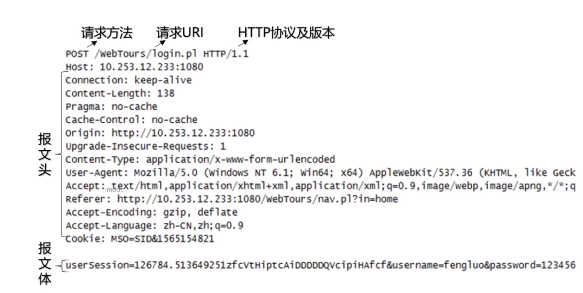 请求方法 请求URI HTTP协议及版本
POST /WebTours/login.pl HTTP/1.1
Host: 10.253.12.233:1080
Connection: keep-alive
Content-Length: 138
Pragma: no-cache
Cache-Control: no-cache
Origin: http://10.253.12.233:1080
Upgrade-Insecure-Requests: 1
Content-Type: application/x-www-form-urlencoded
User-Agent: Mozilla/5.0 (Windows NT 6.1; Win64; x64) AppleWebKit/537.36 (KHTML, like Geck
Accept: text/html,application/xhtml+xml,application/xml;q=0.9,image/webp,image/apng,*/*;q
Referer: http://10.253.12.233:1080/WebTours/nav.pl?in=home
Accept-Encoding: gzip, deflate
Accept-Language: zh-CN,zh;q=0.9
Cookie: MSO=SID&1565154821
报文头
userSession=126784.513649251zfcVtHiptcAiDDDDDQVcipiHAfcf&username=fengluo&password=123456
报文体